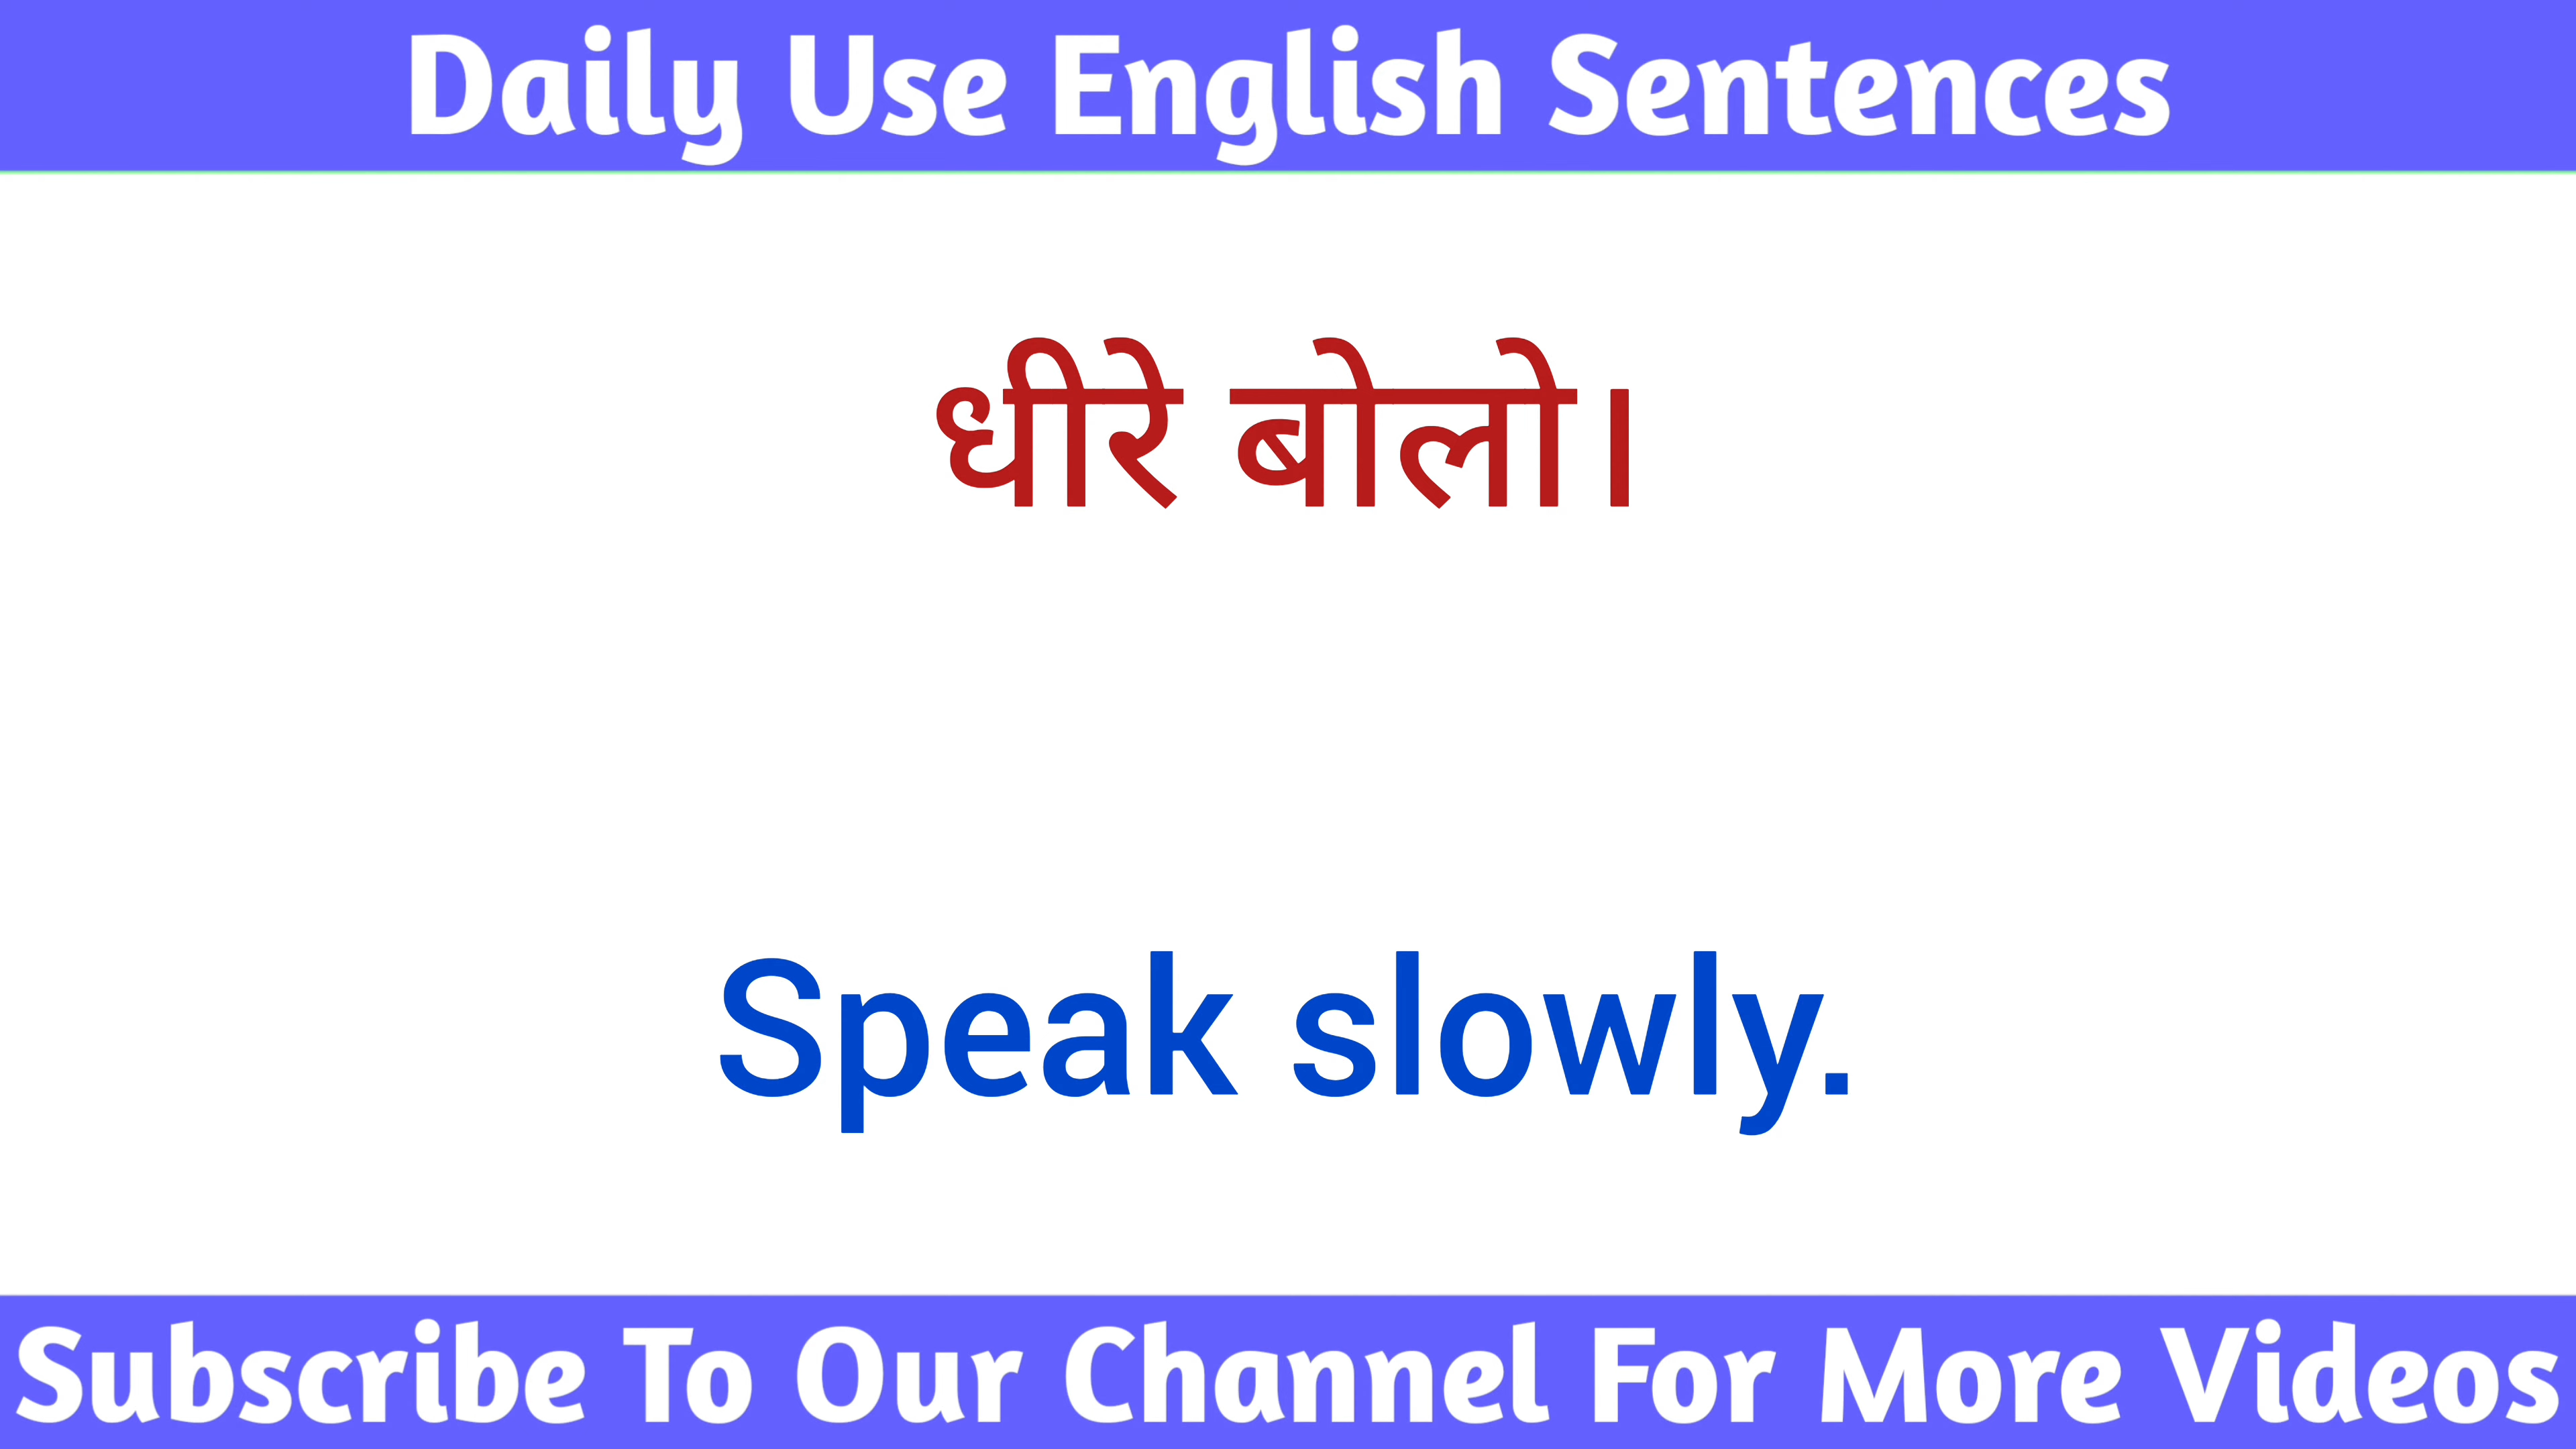 Daily Use English Sentences
धीरे बोलो।
Speak slowly.
Subscribe To Our Channel For More Videos